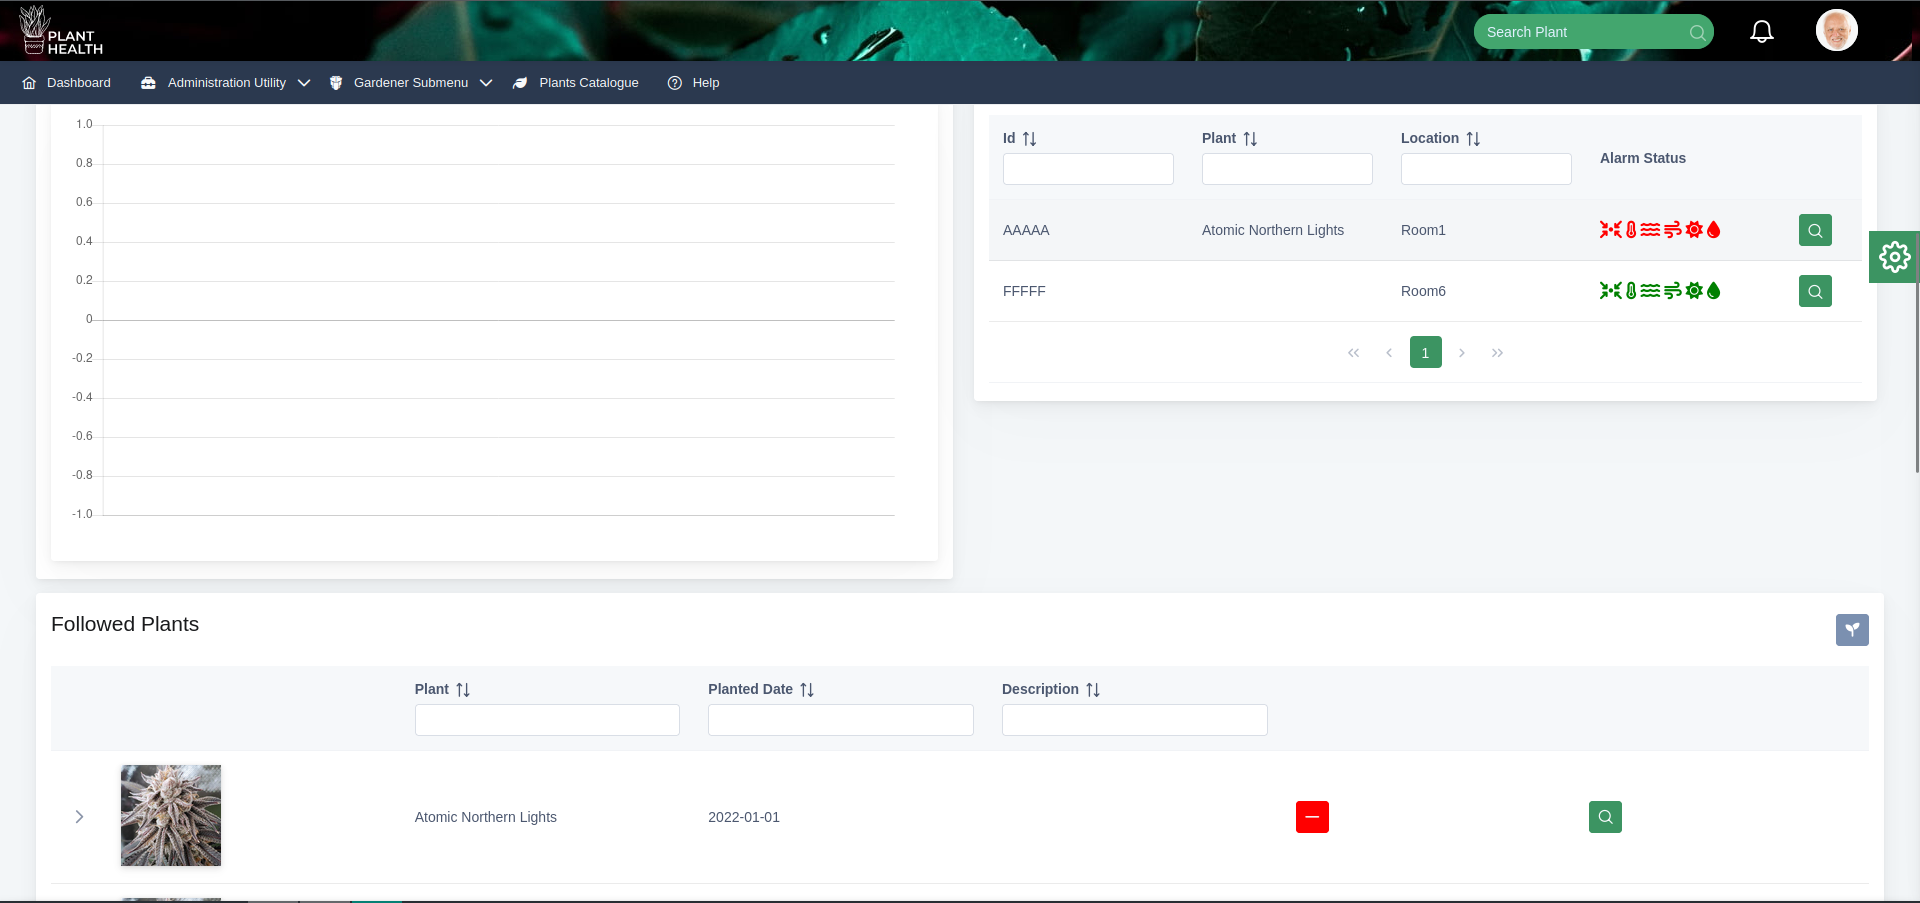 PLANT
HEALTH
Search Plant
Dashboard
Administration Utility
Gardener Submenu
Plants Catalogue
Help
1.0
0.8
0.6
0.4
0.2
0
-0.2
-0.4
-0.6
-0.8
-1.0
Id
Plant
Location
Alarm Status
AAAAA
Atomic Northern Lights
Room1
FFFFF
Room6
1
Followed Plants
Plant
Planted Date
Description
Atomic Northern Lights
2022-01-01